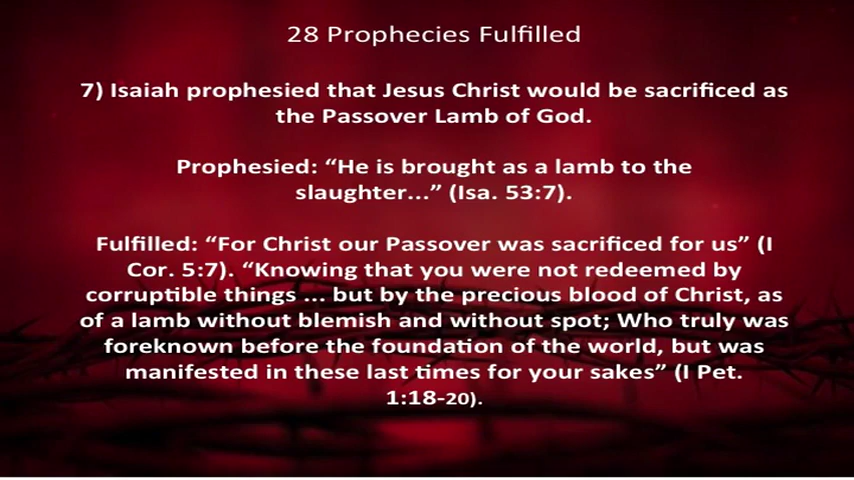 28 Prophecies Fulfilled
7) Isaiah prophesied that Jesus Christ would be sacrificed as
the Passover Lamb of God.
Prophesied: “He is brought as a lamb to the
slaughter...” (Isa. 53:7).
Fulfilled: “For Christ our Passover was sacrificed for us” (I
Cor. 5:7). “Knowing that you were not redeemed by
corruptible things ... but by the precious blood of Christ, as
of a lamb without blemish and without spot; Who truly was
foreknown before the foundation of the world, but was
manifested in these last times for your sakes” (I Pet.
1:18-20).